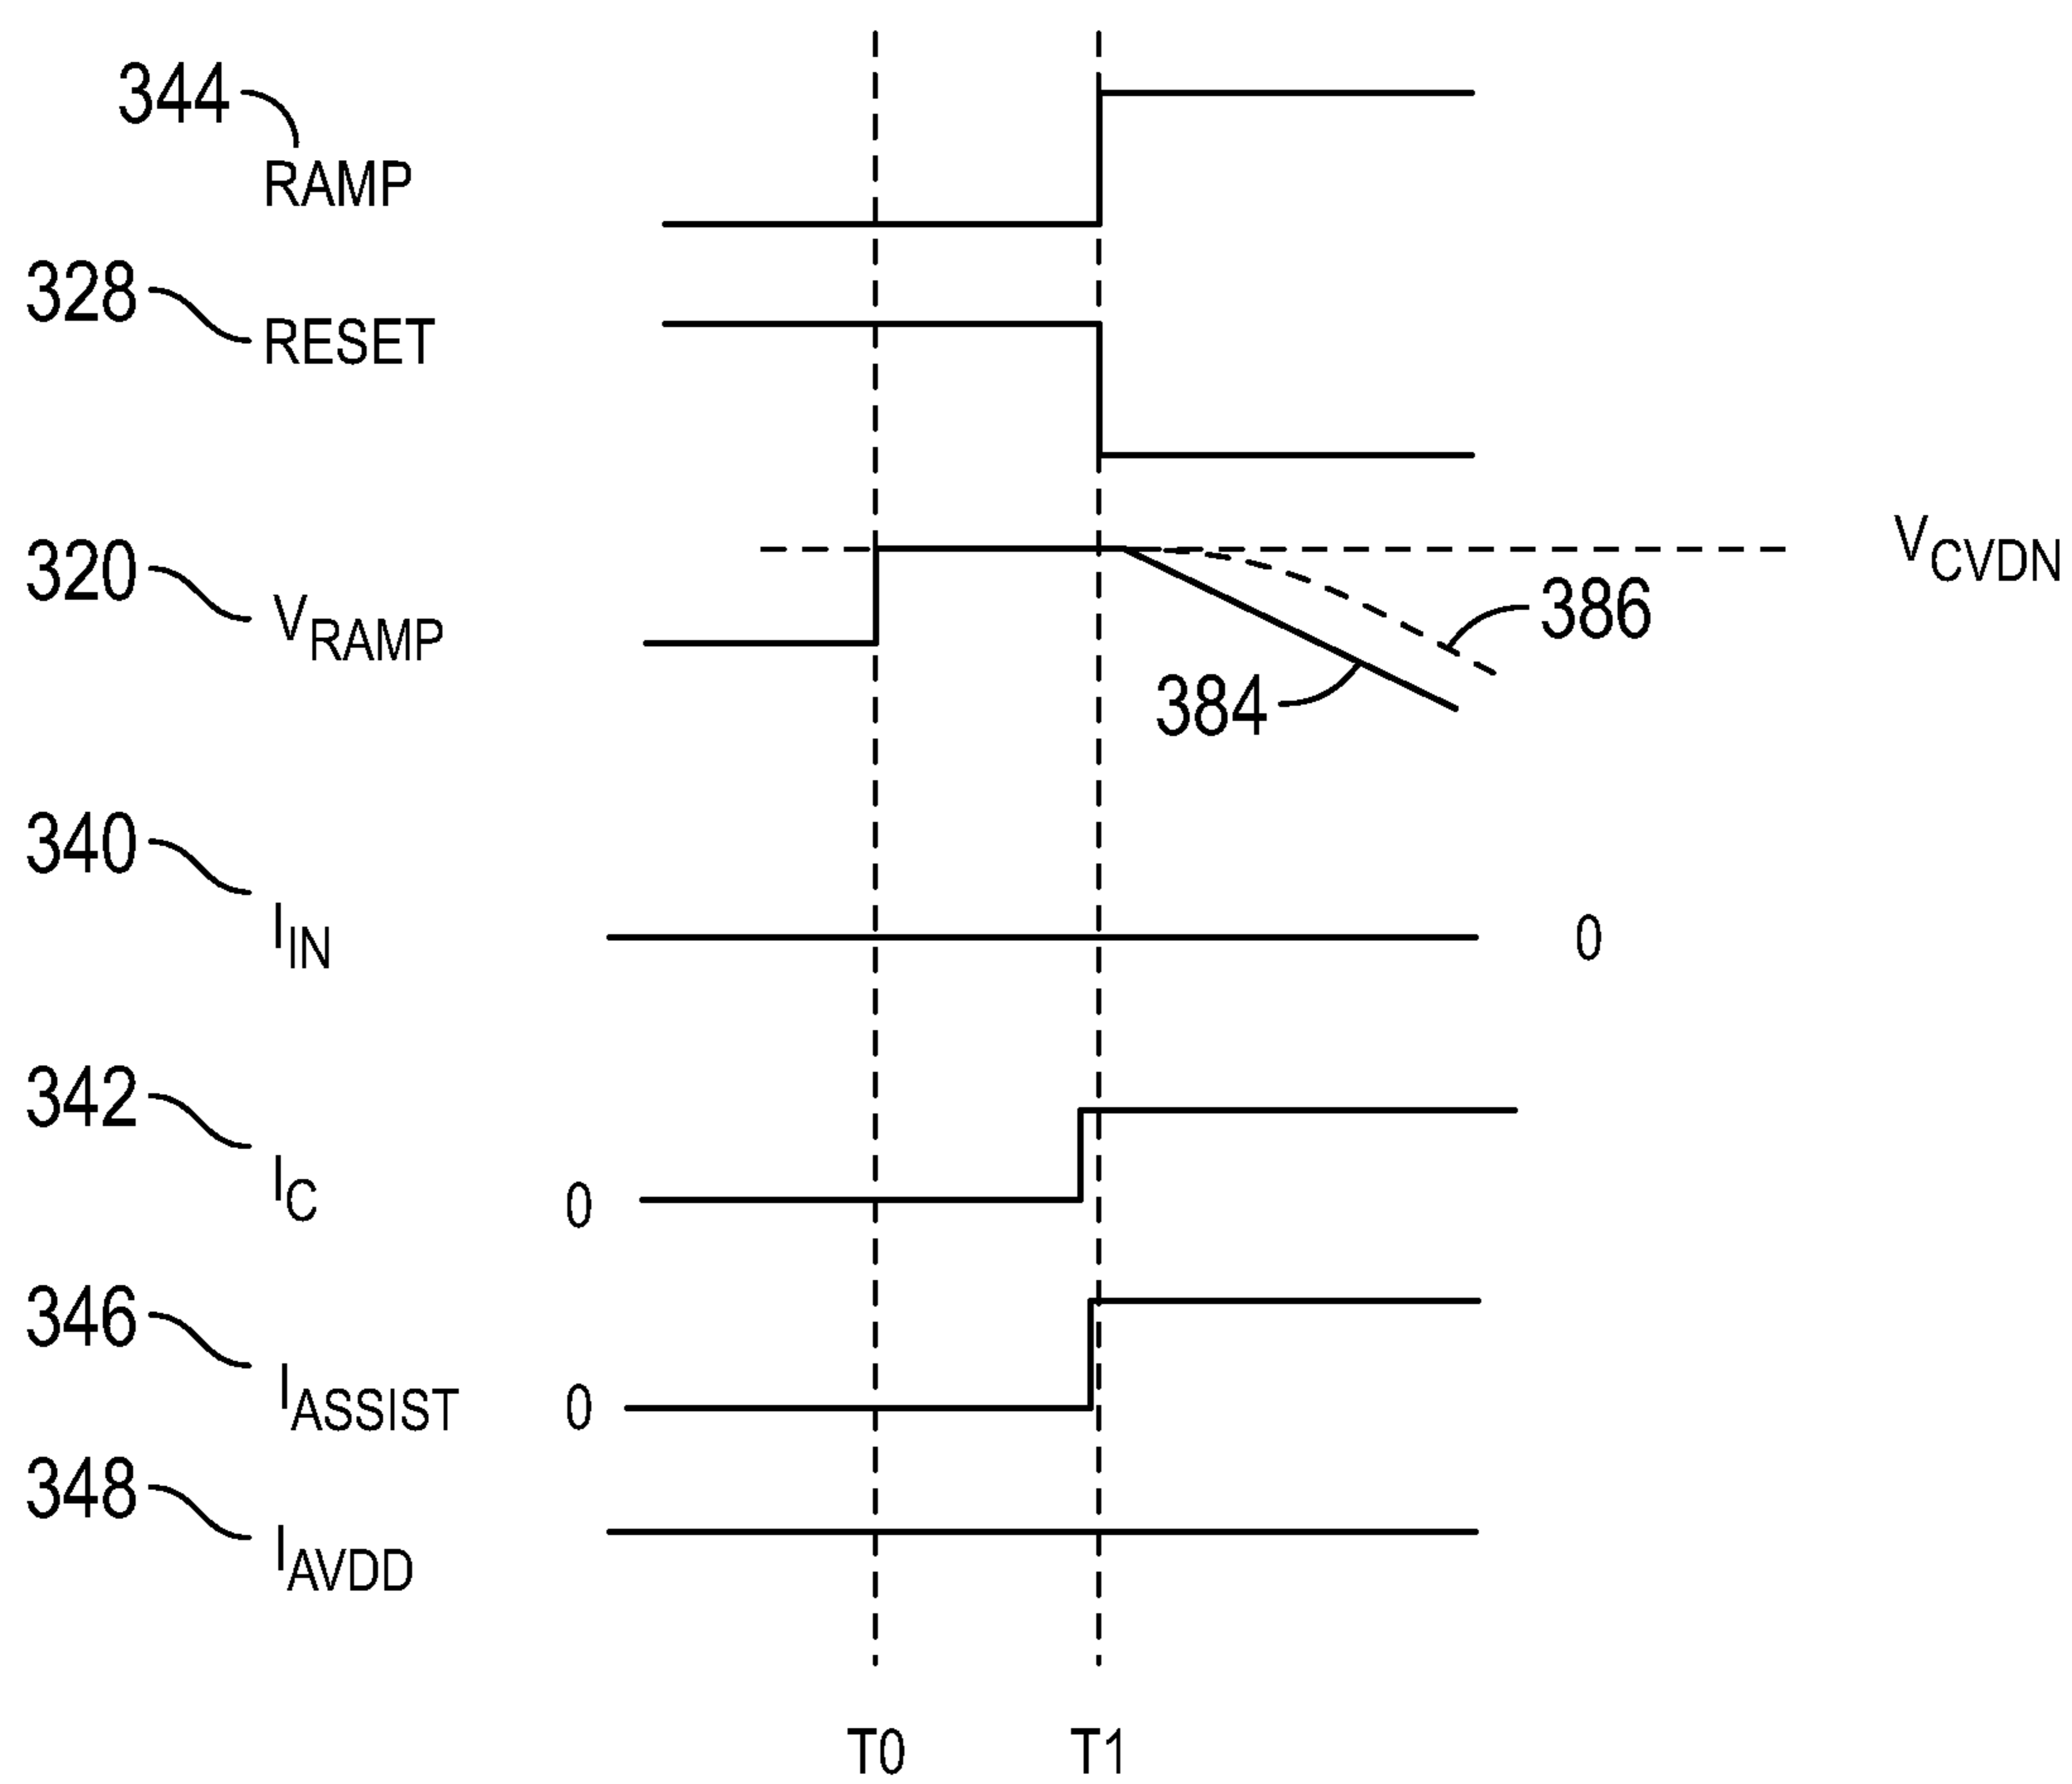 344
RAMP
328
RESET
320
VRAMP
VCVDN
386
384
340
IIN
0
342
IC
0
346
IASSIST
0
348
IAVDD
T0
T1